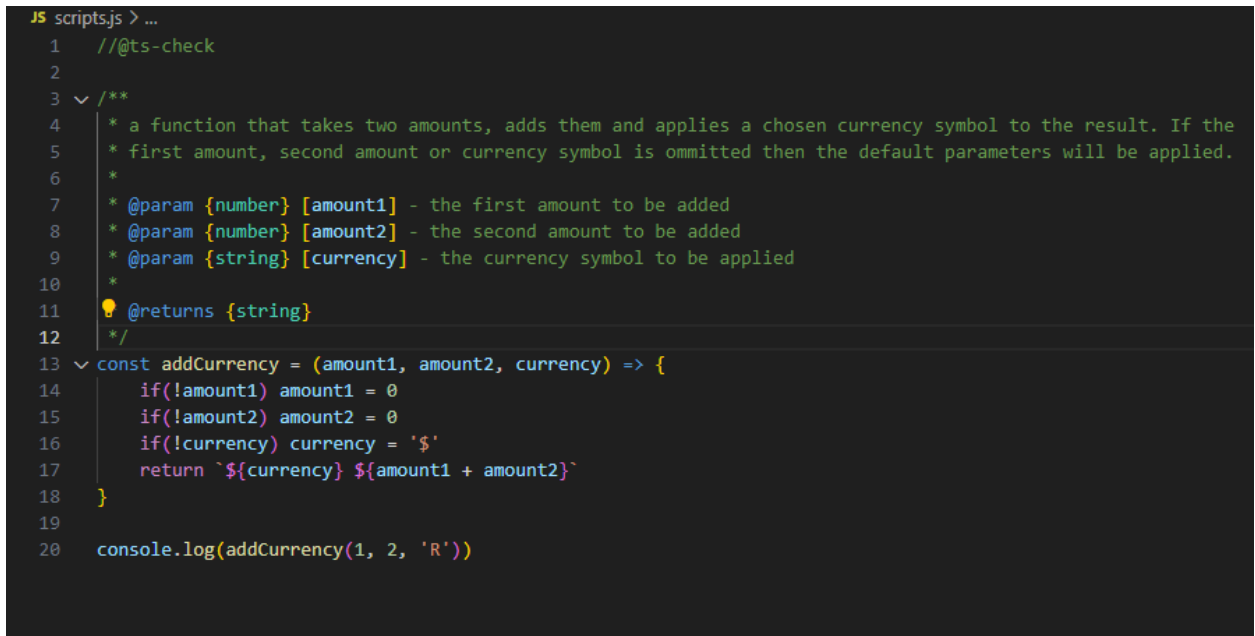 JS scripts.js > ...
1 //@ts-check
2
3 /**
4 * a function that takes two amounts, adds them and applies a chosen currency symbol to the result. If the
5 * first amount, second amount or currency symbol is ommitted then the default parameters will be applied.
6 *
7 * @param {number} [amount1] - the first amount to be added
8 * @param {number} [amount2] - the second amount to be added
9 * @param {string} [currency] - the currency symbol to be applied
10 *
11 @returns {string}
12 */
13 const addCurrency = (amount1, amount2, currency) => {
14 if(!amount1) amount1 = 0
15 if(!amount2) amount2 = 0
16 if(!currency) currency = '$'
17 return `${currency} ${amount1 + amount2}`
18 }
19
20 console.log(addCurrency(1, 2, 'R'))